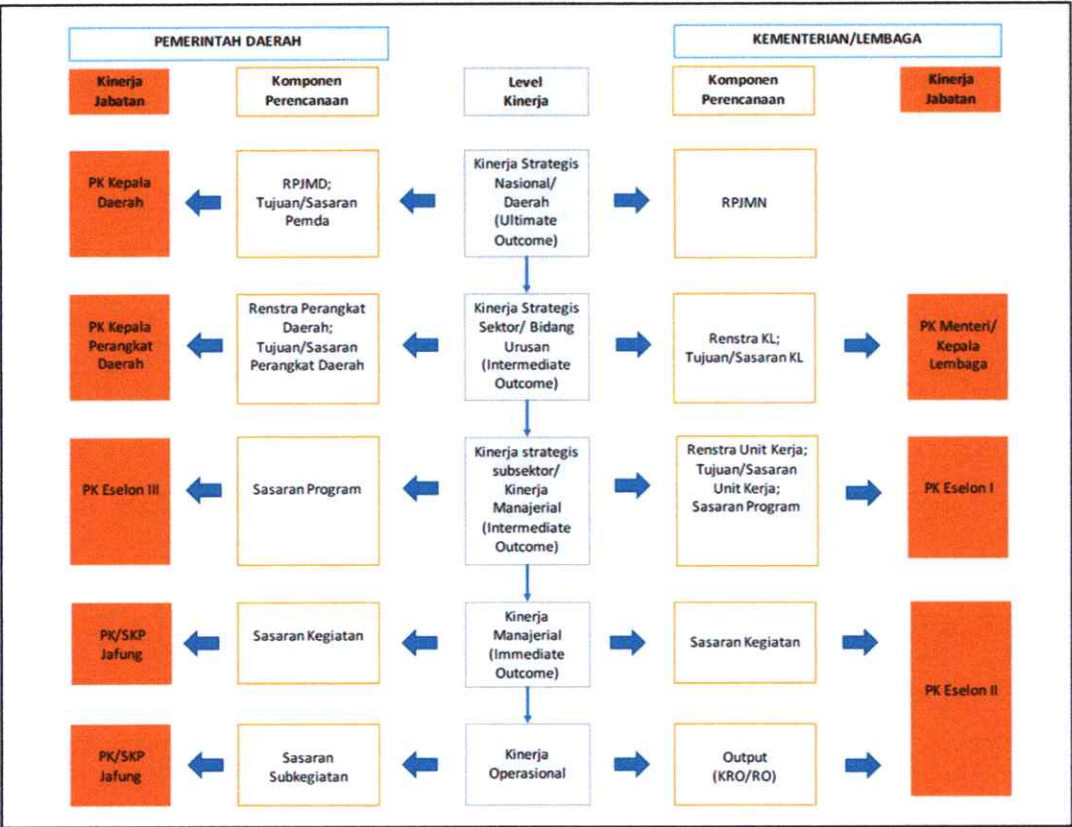 PEMERINTAH DAERAH
KEMENTERIAN/LEMBAGA
Kinerja
Jabatan
Komponen
Perencanaan
Level
Kinerja
Komponen
Perencanaan
Kinerja
Jabatan
PK Kepala
Daerah
RPJMD;
Tujuan/Sasaran
Pemda
Kinerja Strategis
Nasional/
Daerah
(Ultimate
Outcome)
RPJMN
PK Kepala
Perangkat
Daerah
Renstra Perangkat
Daerah;
Tujuan/Sasaran
Perangkat Daerah
Kinerja Strategis
Sektor/ Bidang
Urusan
(Intermediate
Outcome)
Renstra KL;
Tujuan/Sasaran KL
PK Menteri/
Kepala
Lembaga
PK Eselon III
Sasaran Program
Kinerja strategis
subsektor/
Kinerja
Manajerial
(Intermediate
Outcome)
Renstra Unit Kerja;
Tujuan/Sasaran
Unit Kerja;
Sasaran Program
PK Eselon I
PK/SKP
Jafung
Sasaran Kegiatan
Kinerja
Manajerial
(Immediate
Outcome)
Sasaran Kegiatan
PK Eselon II
PK/SKP
Jafung
Sasaran
Subkegiatan
Kinerja
Operasional
Output
(KRO/RO)